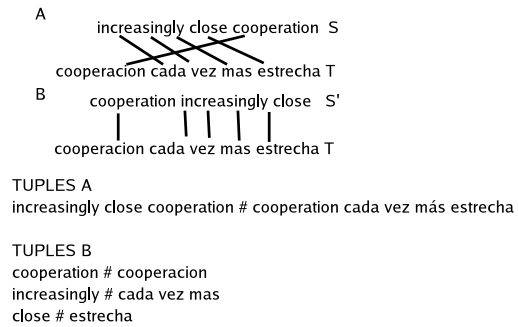 A
increasingly close cooperation S
cooperacion cada vez mas estrecha T
B
cooperation increasingly close S'
cooperacion cada vez mas estrecha T
TUPLES A
increasingly close cooperation # cooperation cada vez más estrecha
TUPLES B
cooperation # cooperacion
increasingly # cada vez mas
close # estrecha